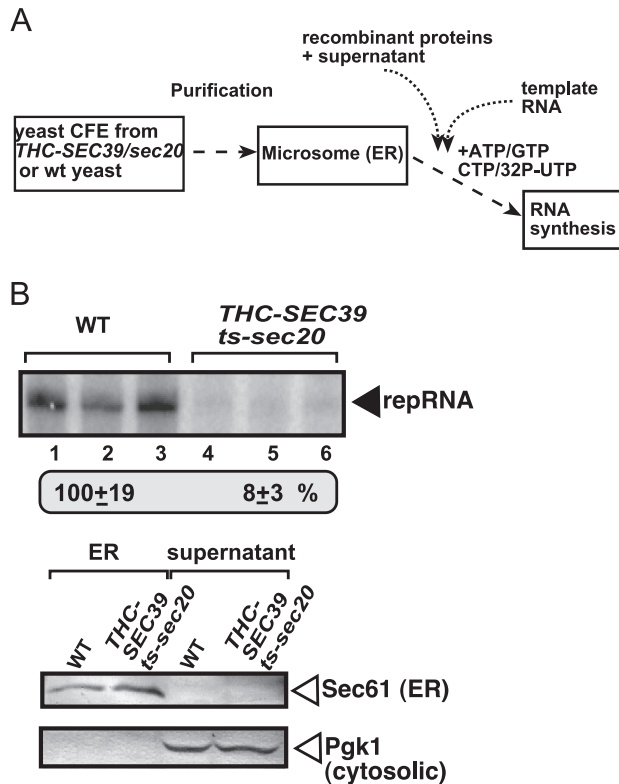 A
recombinant proteins
+ supernatant
Purification
template
RNA
yeast CFE from
THC-SEC39/sec20
or wt yeast
Microsome (ER)
+ATP/GTP
CTP/32P-UTP
RNA
synthesis
B
WT
THC-SEC39
ts-sec20
repRNA
1 2 3 4 5 6
100±19 8±3 %
ER supernatant
WT
THC-
SEC39
ts-sec20
WT
THC-
SEC39
ts-sec20
Sec61 (ER)
Pgk1
(cytosolic)